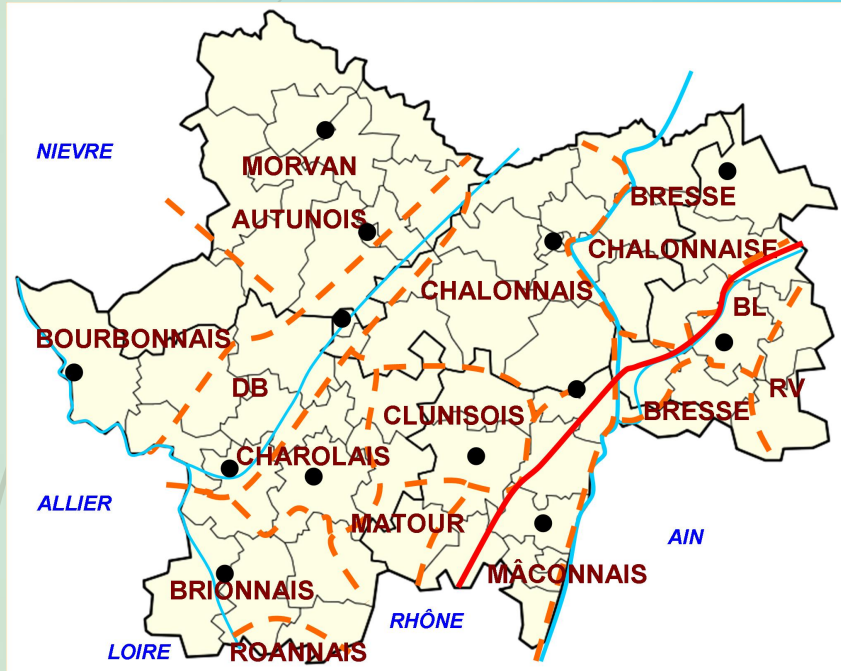 NIEVRE
MORVAN
BRESSE
AUTUNOIS
CHALONNAISE
CHALONNAIS
BL
BOURBONNAIS
DB
RV
CLUNISOIS
BRESSE
CHAROLAIS
ALLIER
MATOUR
AIN
MÂCONNAIS
BRIONNAIS
RHÔNE
LOIRE
ROANNAIS